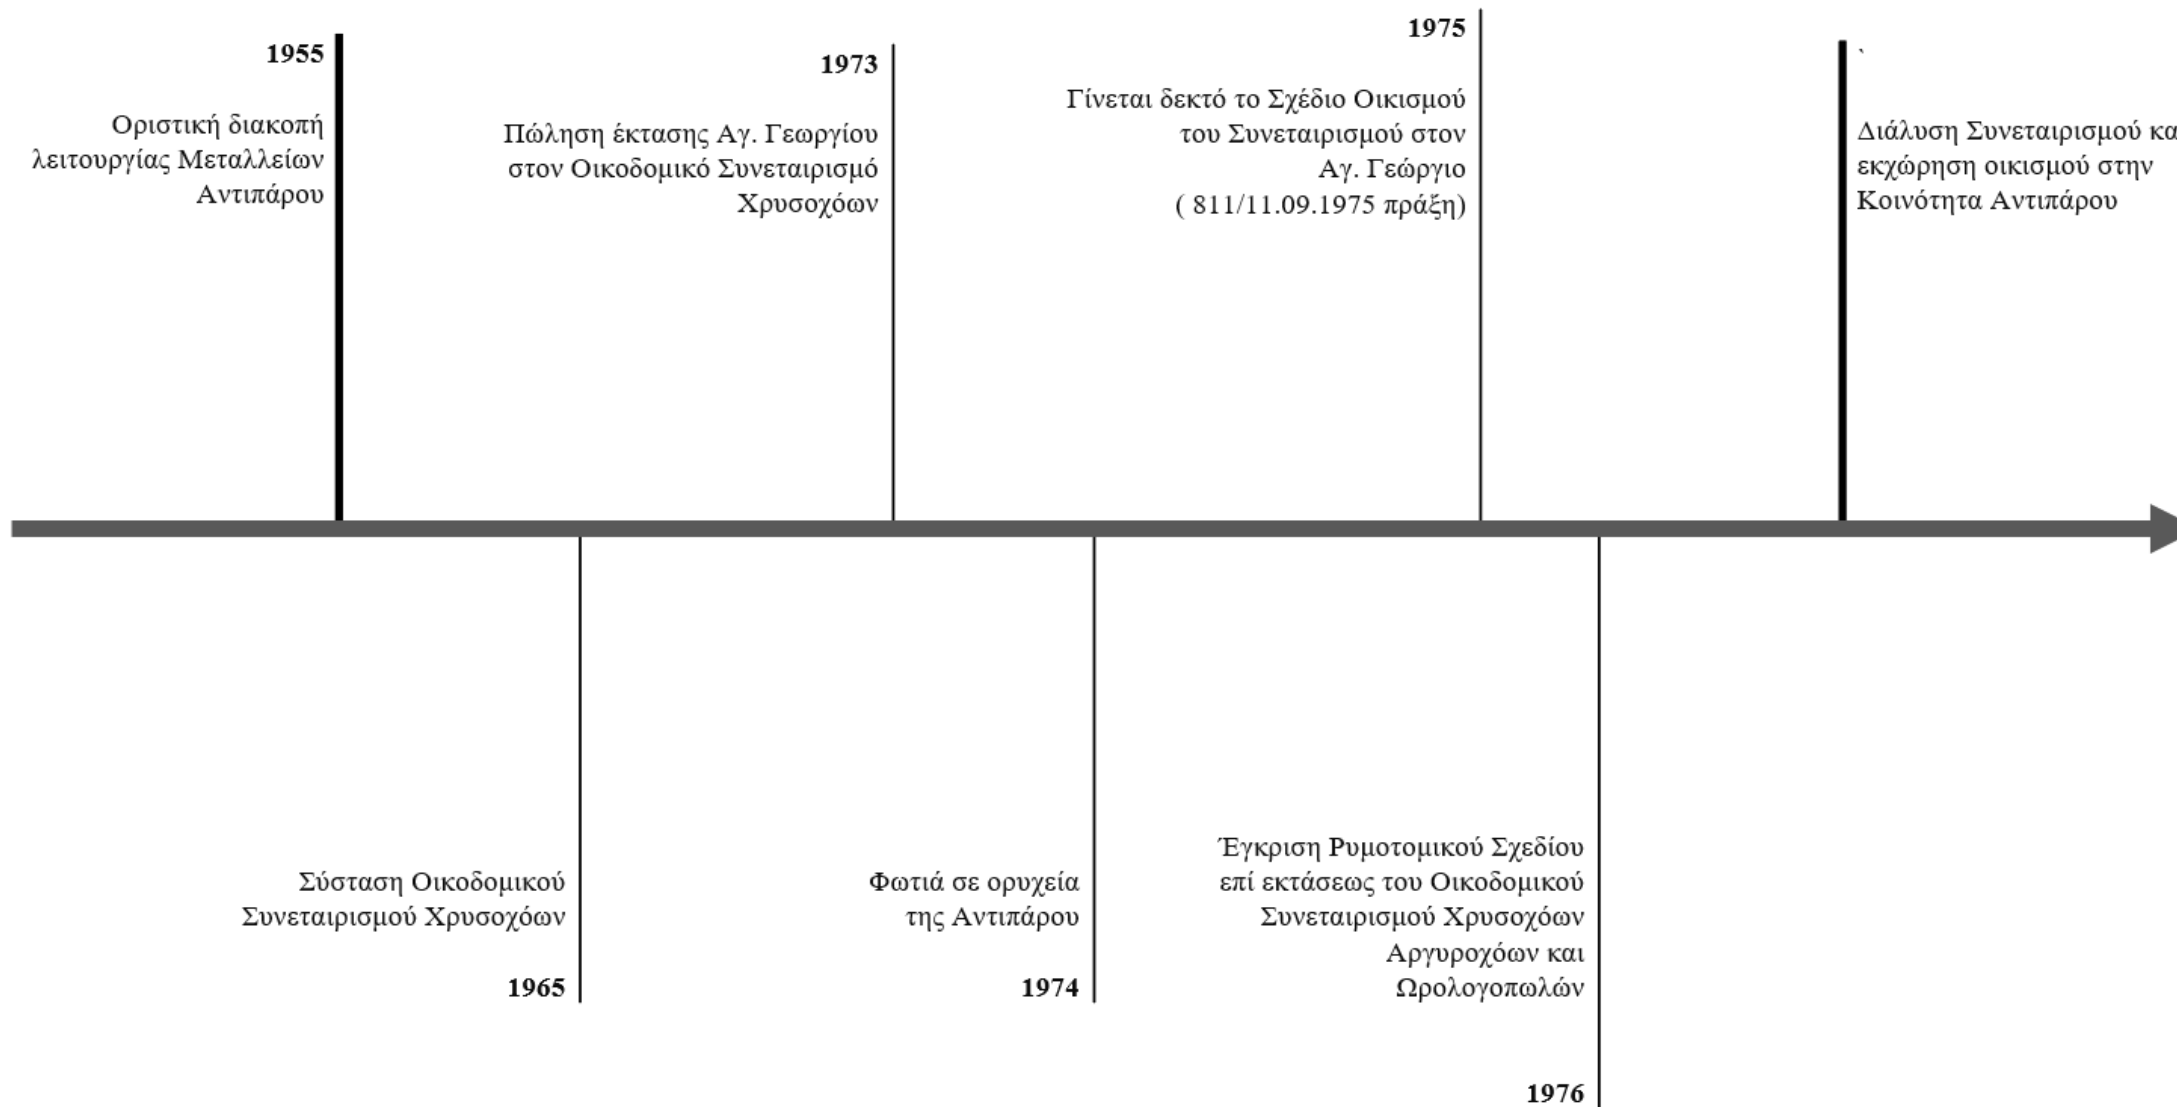 1955
Οριστική διακοπή
λειτουργίας Μεταλλείων
Αντιπάρου
1965
Σύσταση Οικοδομικού
Συνεταιρισμού Χρυσοχόων
1973
Πώληση έκτασης Αγ. Γεωργίου
στον Οικοδομικό Συνεταιρισμό
Χρυσοχόων
Φωτιά σε ορυχεία
της Αντιπάρου
1974
1975
Γίνεται δεκτό το Σχέδιο Οικισμού
του Συνεταιρισμού στον
Αγ. Γεώργιο
( 811/11.09.1975 πράξη)
Έγκριση Ρυμοτομικού Σχεδίου
επί εκτάσεως του Οικοδομικού
Συνεταιρισμού Χρυσοχόων
Αργυροχόων και
Ωρολογοπωλών
1976
`
Διάλυση Συνεταιρισμού κα
εκχώρηση οικισμού στην
Κοινότητα Αντιπάρου